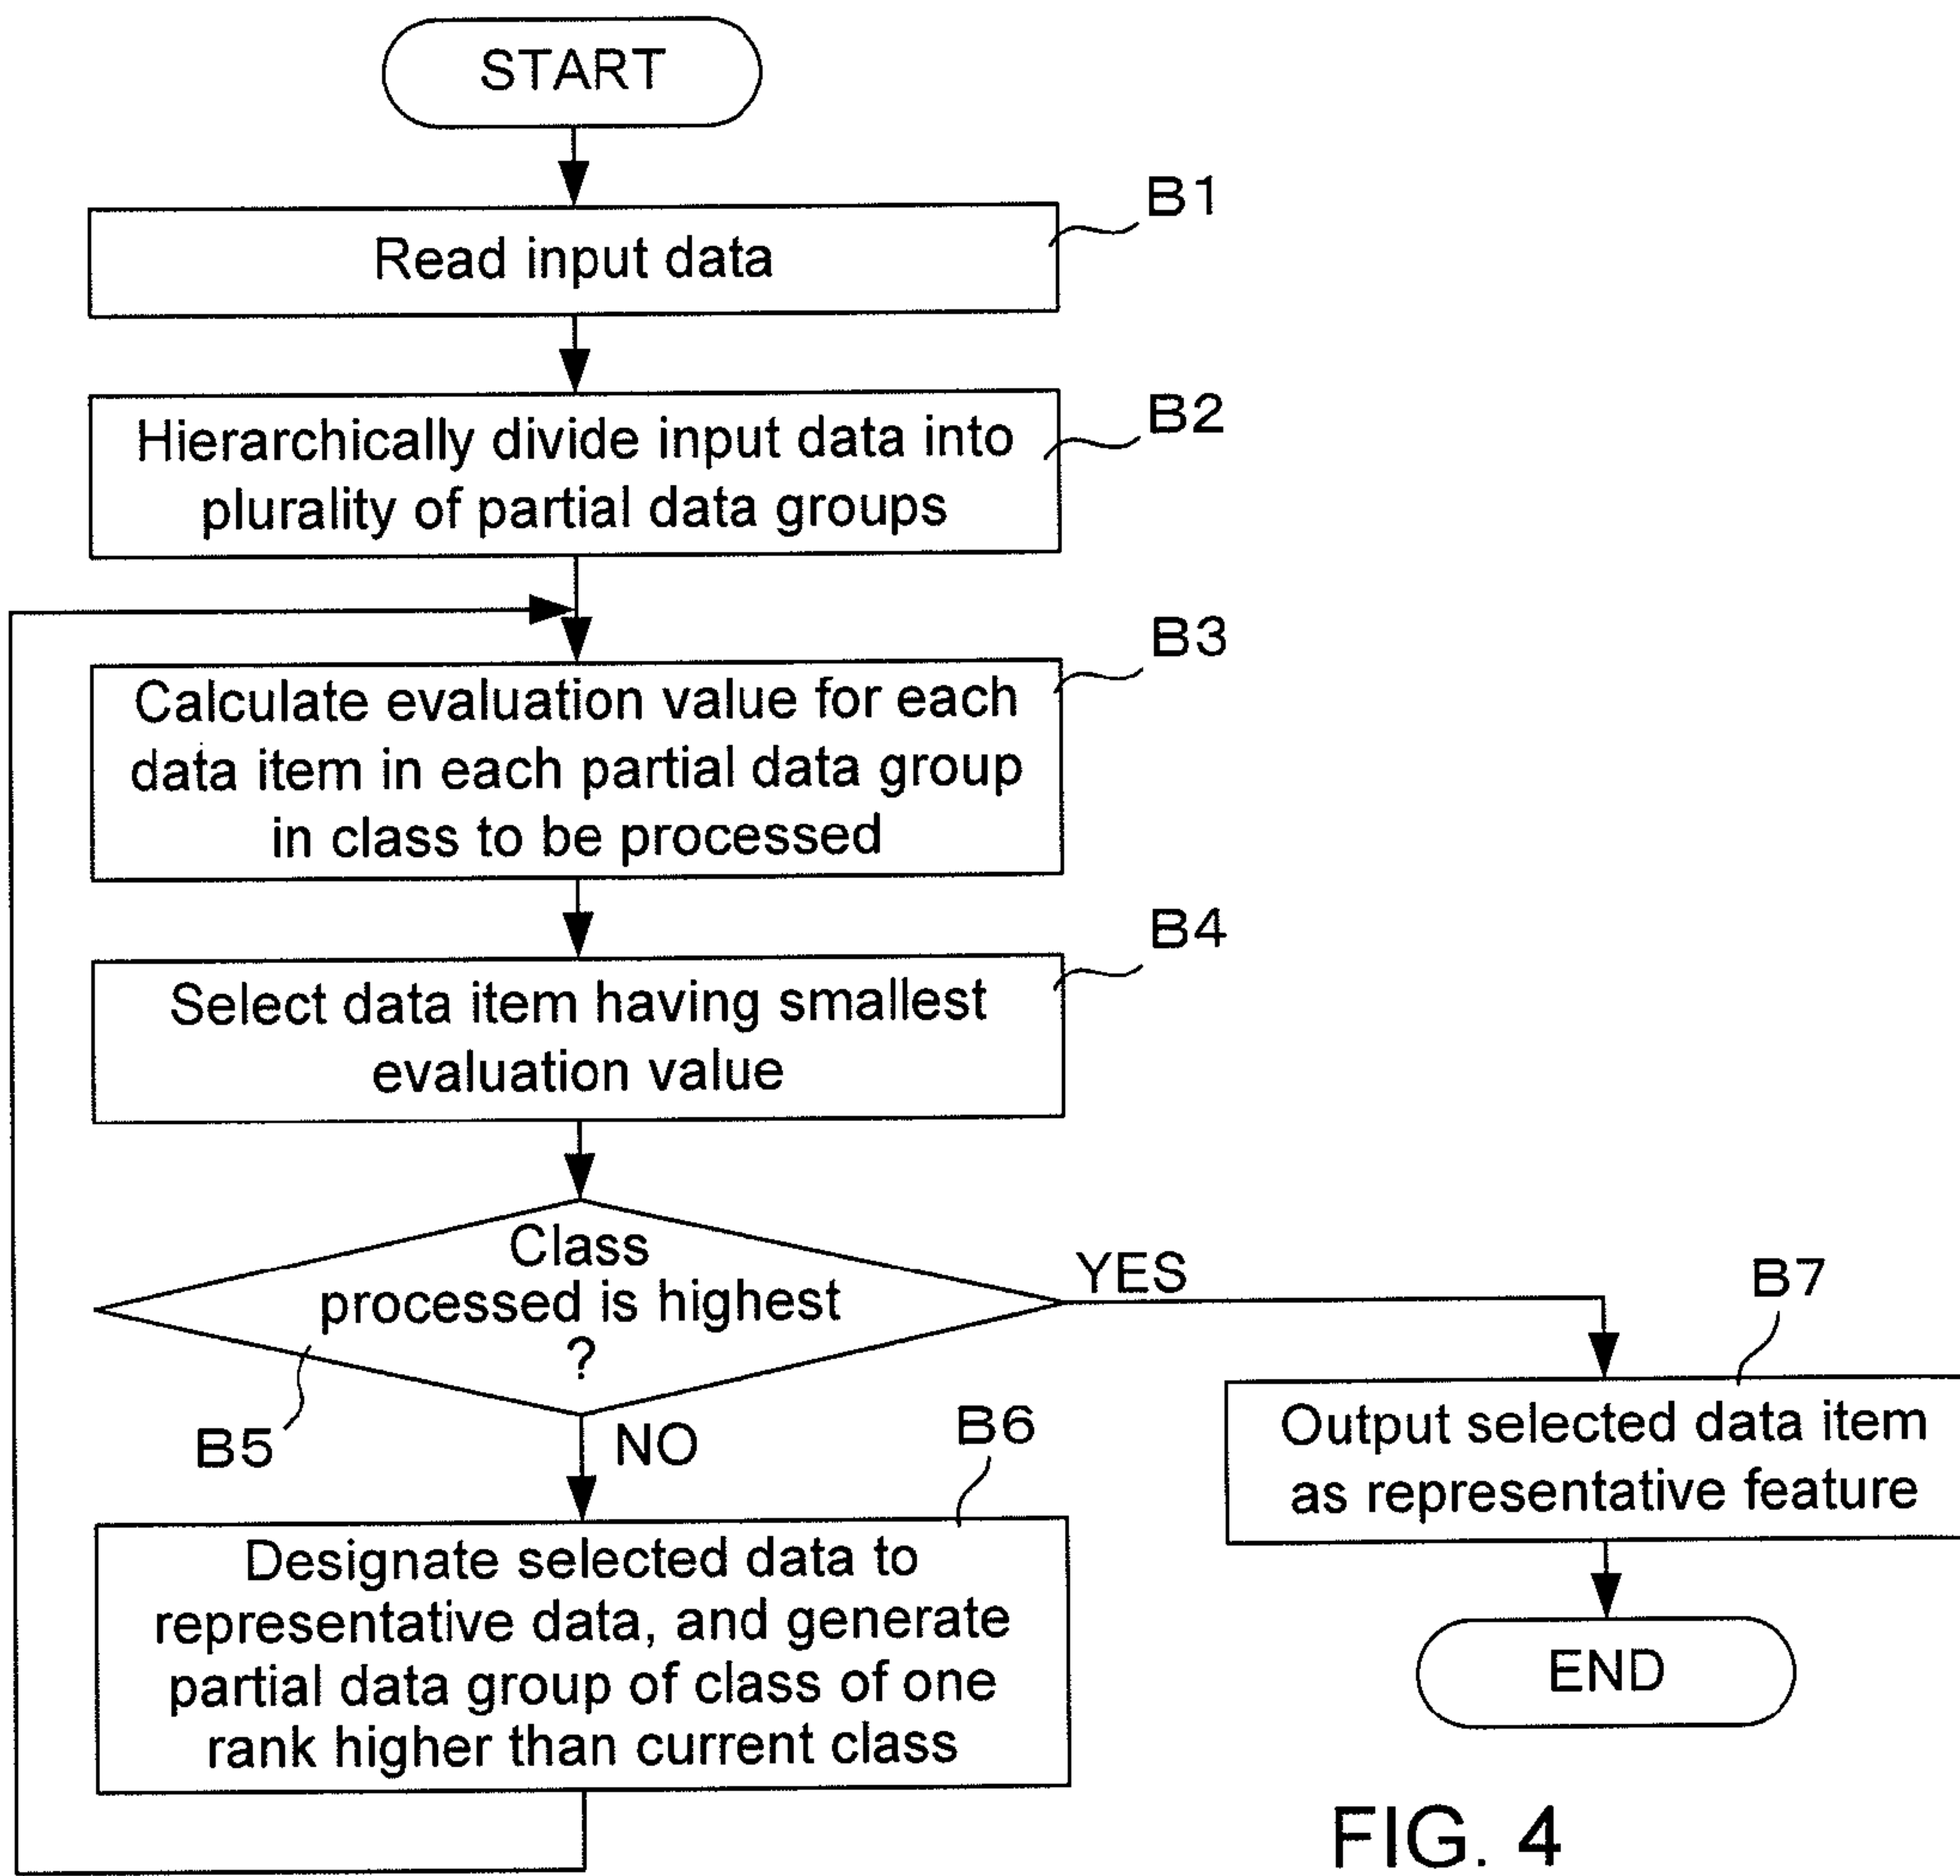 START
B1
Read input data
B2
Hierarchically divide input data into
plurality of partial data groups
B3
Calculate evaluation value for each
data item in each partial data group
in class to be processed
B4
Select data item having smallest
evaluation value
Class
processed is highest
?
YES
B5
NO
B6
Designate selected data to
representative data, and generate
partial data group of class of one
rank higher than current class
B7
Output selected data item
as representative feature
END
FIG. 4